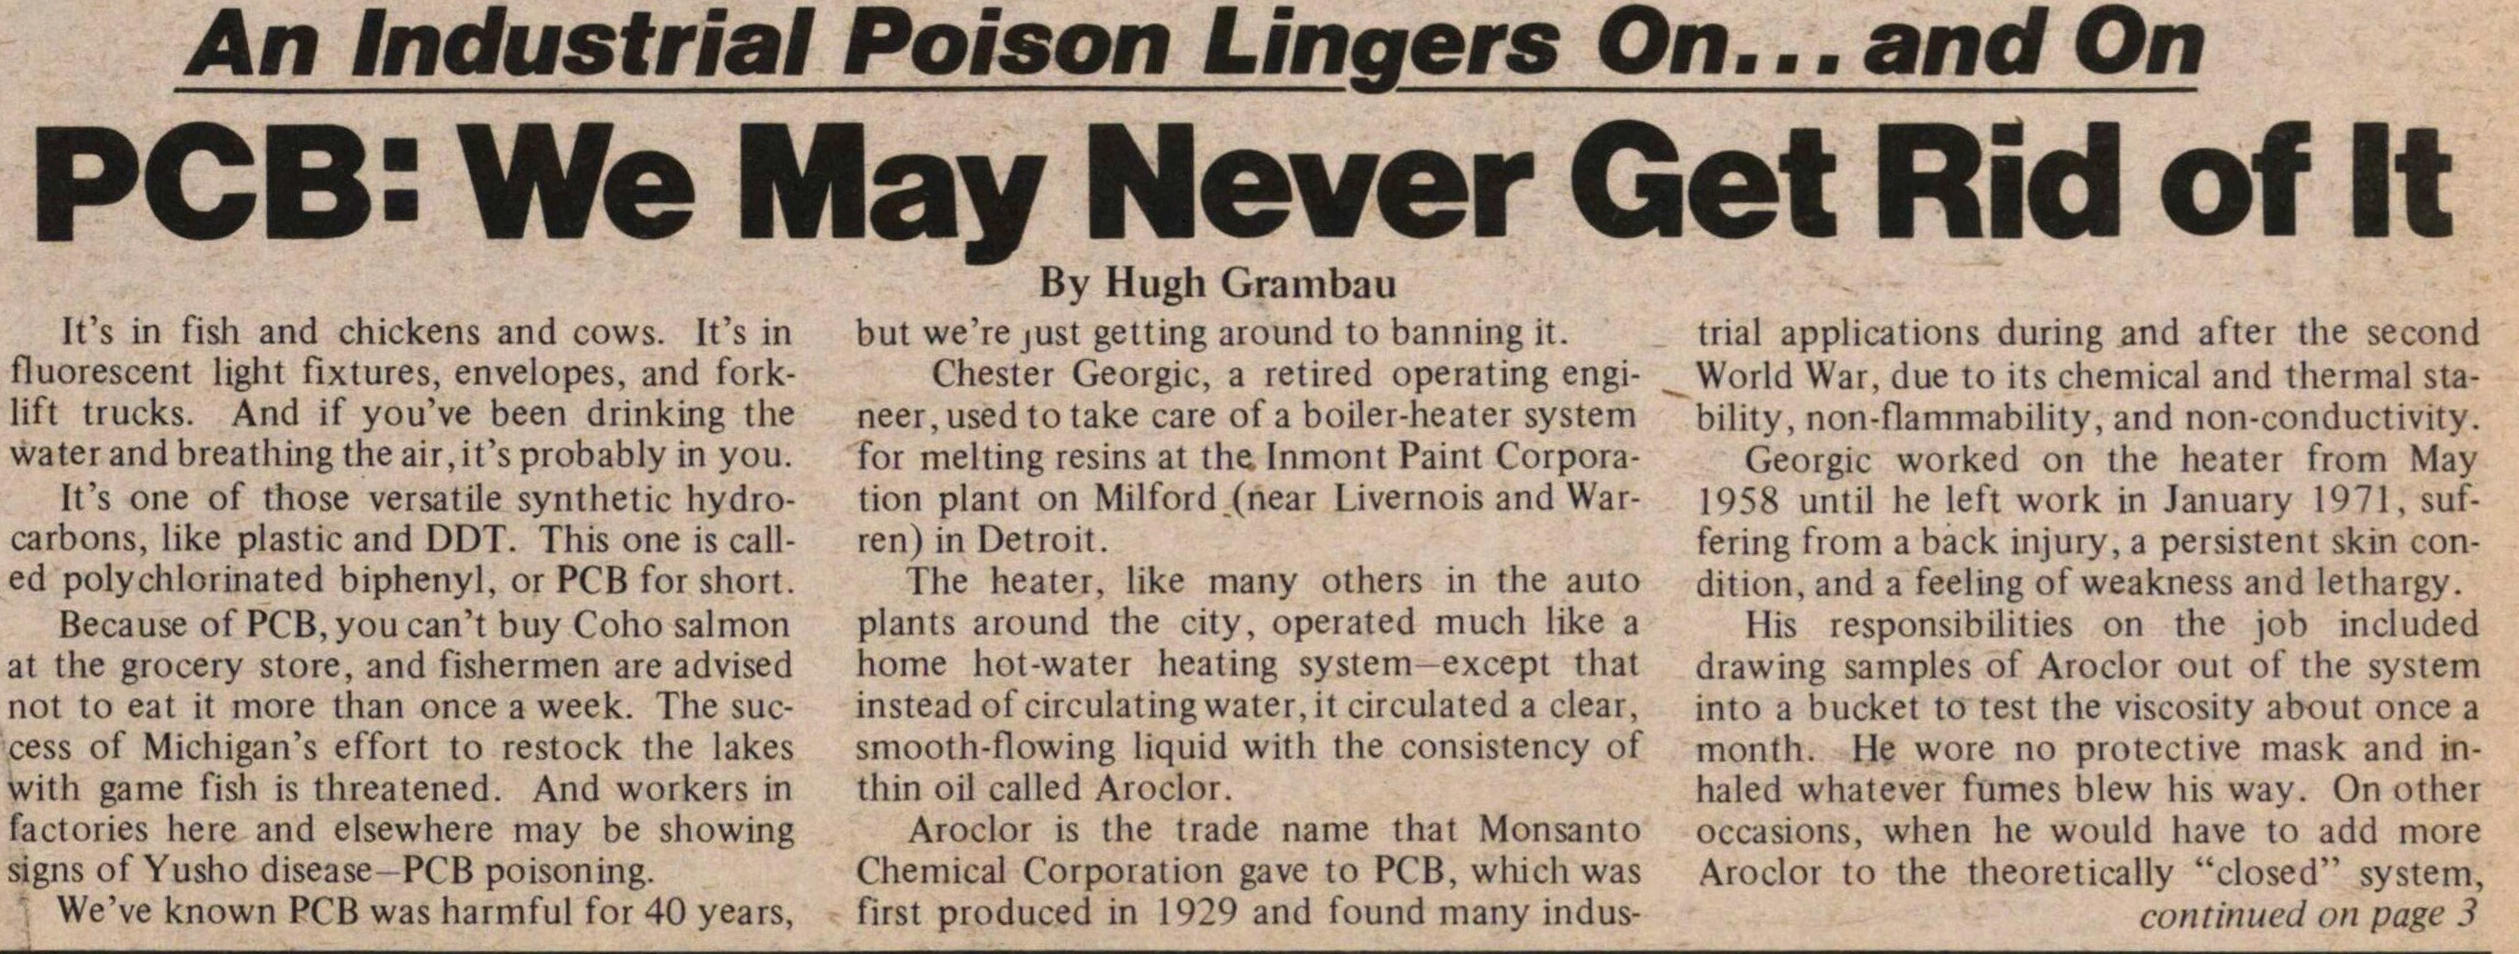 An Industrial Poison Lingers On... and On
PCB: We May Never Get Rid of It
By Hugh Grambau
It's in fish and chickens and cows. It's in
fluorescent light fixtures, envelopes, and fork-
lift trucks. And if you've been drinking the
water and breathing the air, it's probably in you.
It's one of those versatile synthetic hydro-
carbons, like plastic and DDT. This one is call-
ed polychlorinated biphenyl, or PCB for short.
Because of PCB, you can't buy Coho salmon
at the grocery store, and fishermen are advised
not to eat it more than once a week. The suc-
cess of Michigan's effort to restock the lakes
with game fish is threatened. And workers in
factories here and elsewhere may be showing
signs of Yusho disease—PCB poisoning.
We've known PCB was harmful for 40 years,
but we're just getting around to banning it.
Chester Georgic, a retired operating engi-
neer, used to take care of a boiler-heater system
for melting resins at the Inmont Paint Corpora-
tion plant on Milford (near Livernois and War-
ren) in Detroit.
The heater, like many others in the auto
plants around the city, operated much like a
home hot-water heating system—except that
instead of circulating water, it circulated a clear,
smooth-flowing liquid with the consistency of
thin oil called Aroclor.
Aroclor is the trade name that Monsanto
Chemical Corporation gave to PCB, which was
first produced in 1929 and found many indus-
trial applications during and after the second
World War, due to its chemical and thermal sta-
bility, non-flammability, and non-conductivity.
Georgic worked on the heater from May
1958 until he left work in January 1971, suf-
fering from a back injury, a persistent skin con-
dition, and a feeling of weakness and lethargy.
His responsibilities on the job included
drawing samples of Aroclor out of the system
into a bucket to test the viscosity about once a
month. He wore no protective mask and in-
haled whatever fumes blew his way. On other
occasions, when he would have to add more
Aroclor to the theoretically "closed" system,
continued on page 3